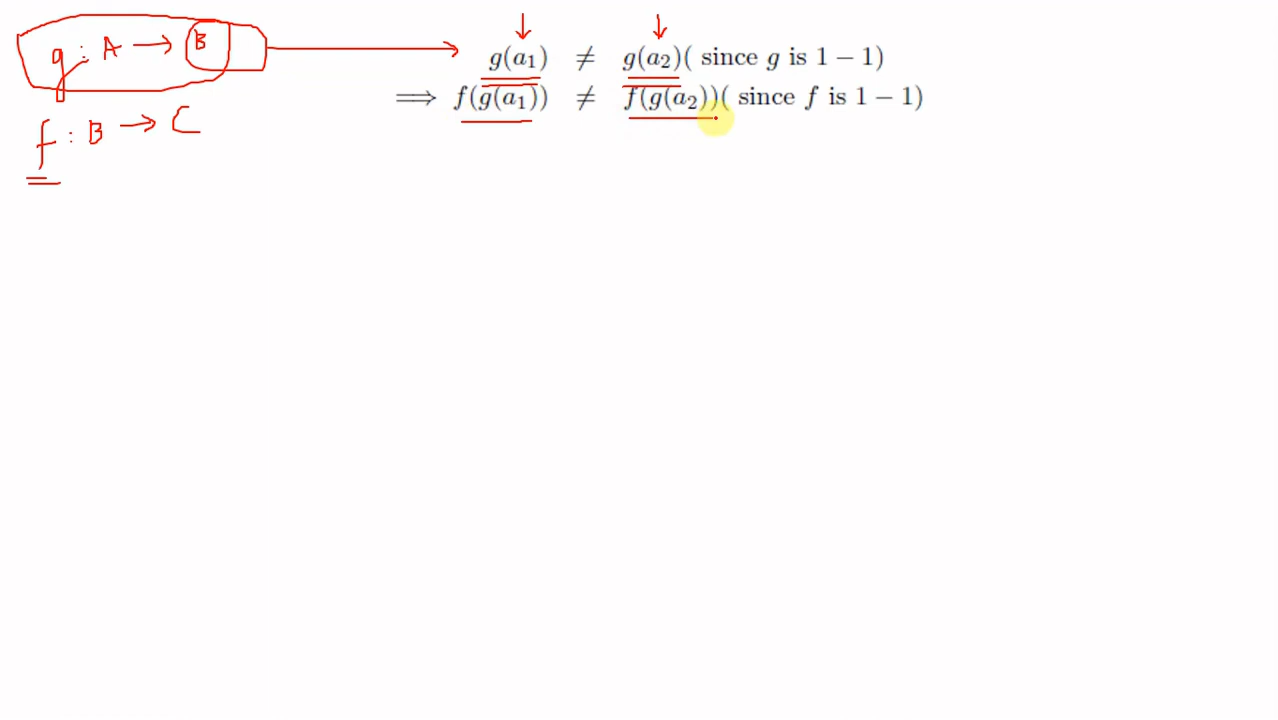 g : A → B
f : B → C
g(a₁) ≠ g(a₂)( since g is 1 − 1)
⟹ f(g(a₁)) ≠ f(g(a₂))( since f is 1 − 1)